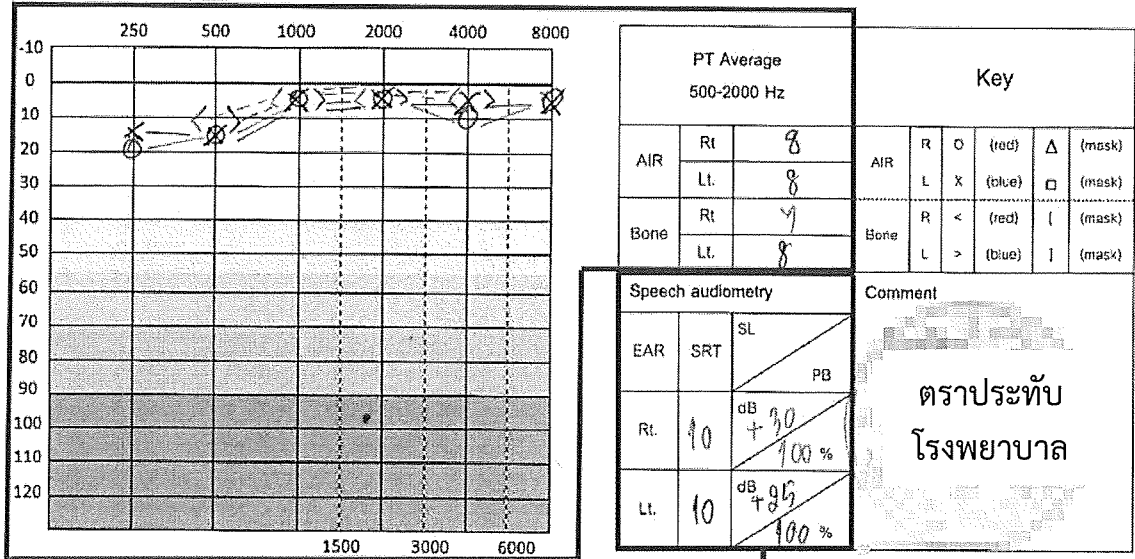 250 500 1000 2000 4000 8000
-10
0
10
20
30
40
50
60
70
80
90
100
110
120
1500 3000 6000
PT Average
500-2000 Hz
AIR Rt 8
Lt. 8
Bone Rt
Lt. 8
Key
AIR R O (red) Δ (mask)
L X (blue) □ (mask)
Bone R < (red) [ (mask)
L > (blue) ] (mask)
Speech audiometry
EAR SRT SL PB
Rt. 10 dB +30 100 %
Lt. 10 dB +25 100 %
Comment
ตราประทับ
โรงพยาบาล